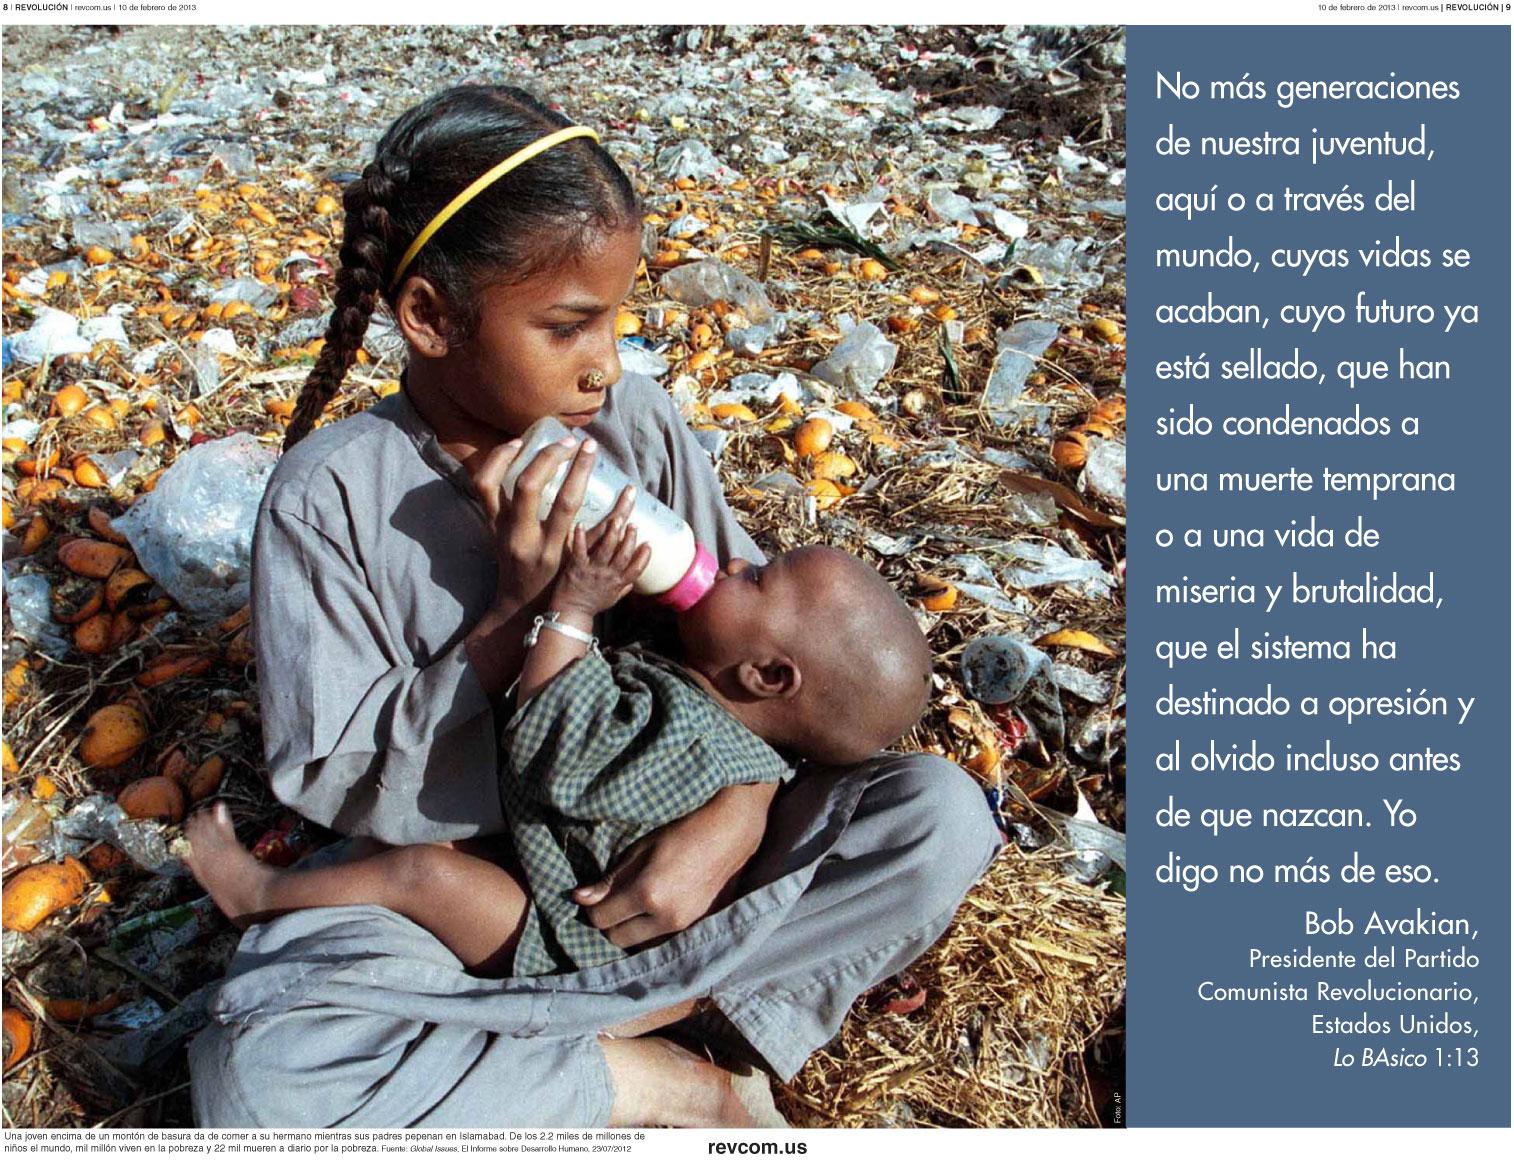 8 | REVOLUCIÓN | revcom.us | 10 de febrero de 2013
10 de febrero de 2013 | revcom.us | REVOLUCIÓN | 9
No más generaciones
de nuestra juventud,
aquí o a través del
mundo, cuyas vidas se
acaban, cuyo futuro ya
está sellado, que han
sido condenados a
una muerte temprana
o a una vida de
miseria y brutalidad,
que el sistema ha
destinado a opresión y
al olvido incluso antes
de que nazcan. Yo
digo no más de eso.
Bob Avakian,
Presidente del Partido
Comunista Revolucionario,
Estados Unidos,
Lo BAsico 1:13
Foto: AP
Una joven encima de un montón de basura da de comer a su hermano mientras sus padres pepenan en Islamabad. De los 2.2 miles de millones de
niños el mundo, mil millón viven en la pobreza y 22 mil mueren a diario por la pobreza. Fuente: Global Issues, El Informe sobre Desarrollo Humano, 23/07/2012
revcom.us